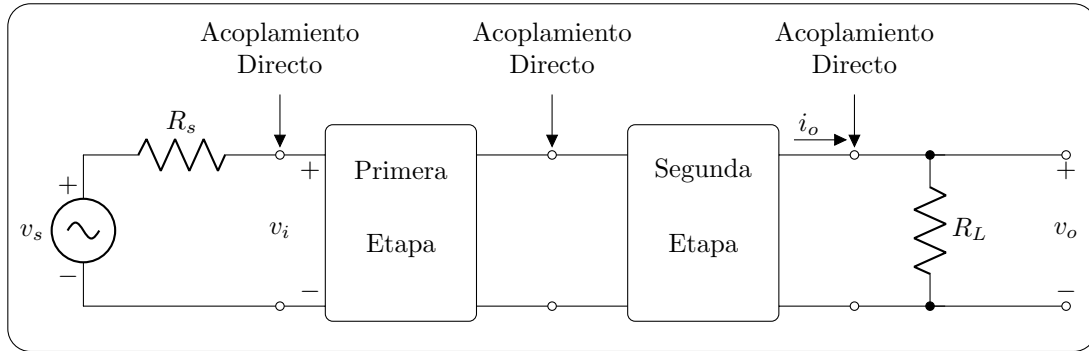 Acoplamiento
Directo
Acoplamiento
Directo
Acoplamiento
Directo
R_s
i_o
+
+
+
Primera
Etapa
Segunda
Etapa
v_s
v_i
R_L
v_o
−
−
−